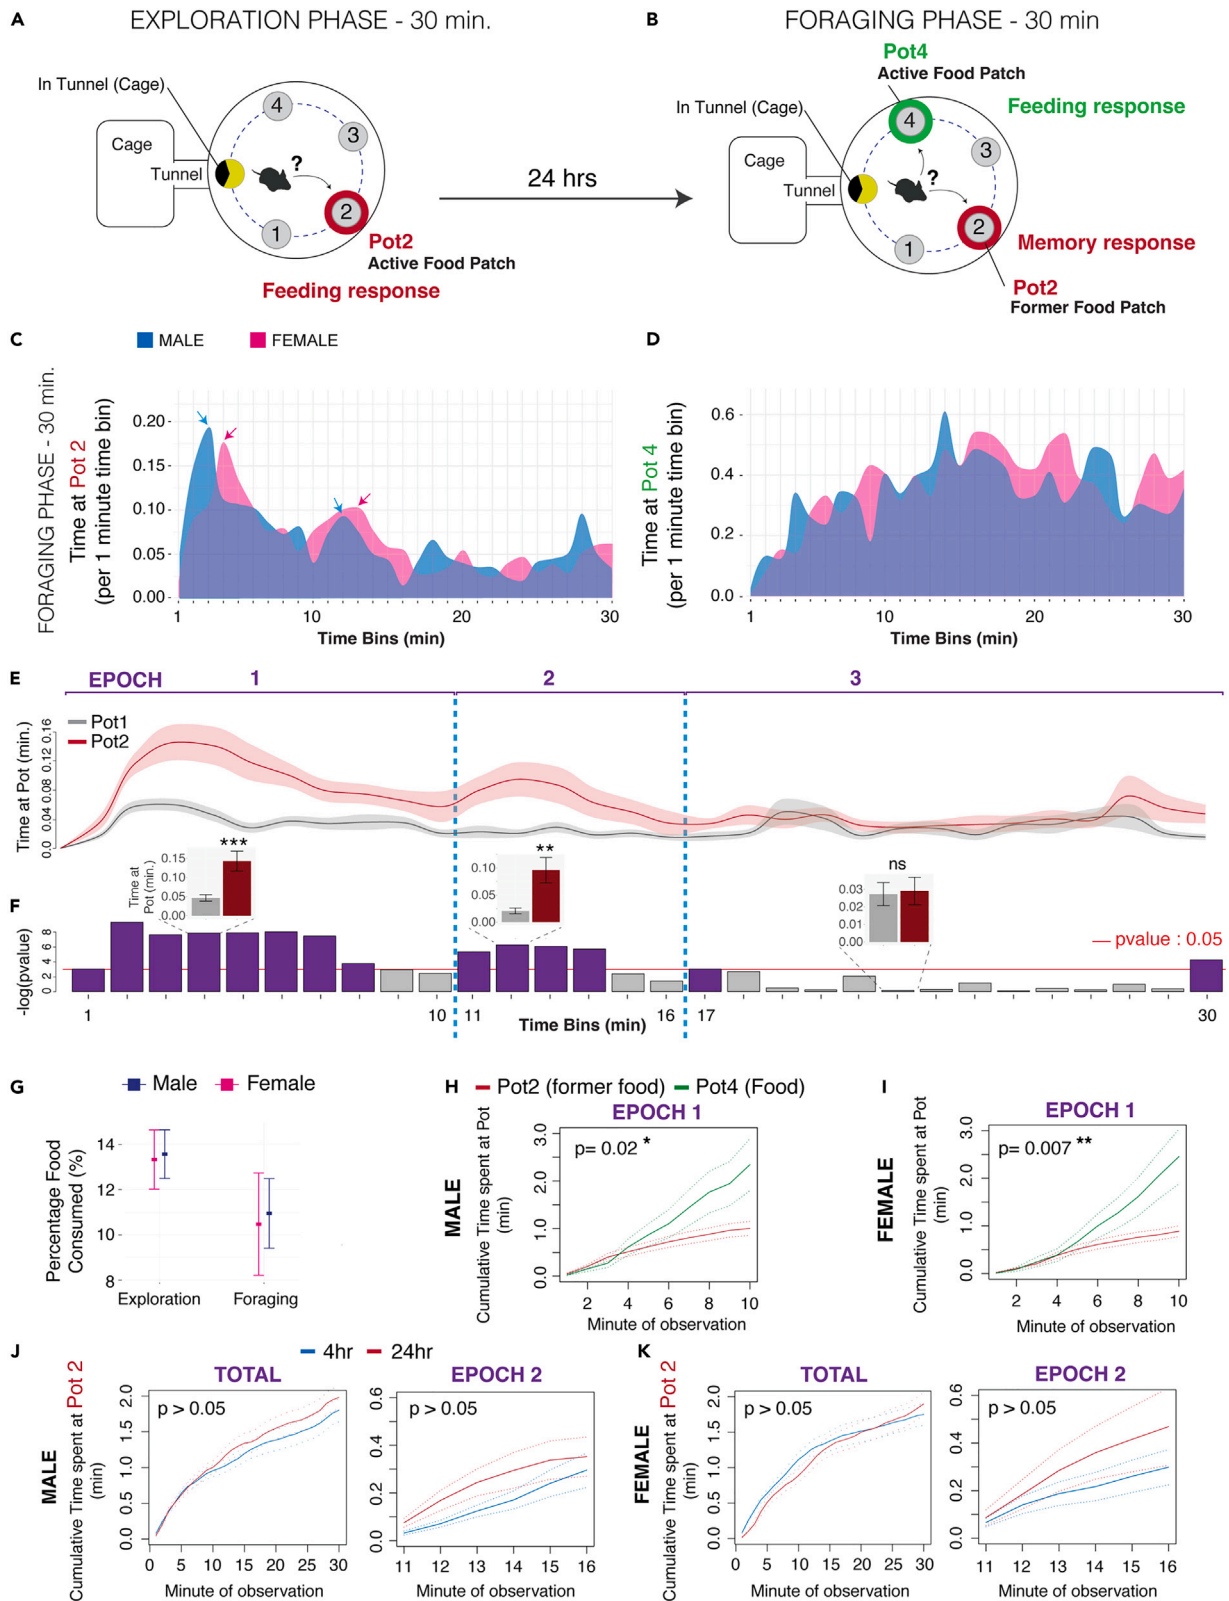 A
EXPLORATION PHASE - 30 min.
In Tunnel (Cage)
Cage
Tunnel
4
3
2
1
?
Pot2
Active Food Patch
Feeding response
24 hrs
B
FORAGING PHASE - 30 min
Pot4
Active Food Patch
Feeding response
In Tunnel (Cage)
Cage
Tunnel
4
3
2
1
?
Memory response
Pot2
Former Food Patch
C
MALE
FEMALE
FORAGING PHASE - 30 min.
Time at Pot 2
(per 1 minute time bin)
0.20
0.15
0.10
0.05
0.00
1
10
20
30
Time Bins (min)
D
Time at Pot 4
(per 1 minute time bin)
0.6
0.4
0.2
0.0
1
10
20
30
Time Bins (min)
E
EPOCH
1
2
3
Pot1
Pot2
Time at Pot (min.)
0.0 0.04 0.08 0.12 0.16
F
Time at
Pot (min.)
0.15
0.10
0.05
0.00
***
0.10
0.05
0.00
**
0.03
0.02
0.01
0.00
ns
pvalue : 0.05
-log(pvalue)
8
6
4
2
0
1
10
11
Time Bins (min)
16
17
30
G
Male
Female
Percentage Food
Consumed (%)
14
12
10
8
Exploration
Foraging
H
Pot2 (former food)
Pot4 (Food)
EPOCH 1
MALE
Cumulative Time spent at Pot
(min)
p= 0.02 *
3.0
2.0
1.0
0.0
2 4 6 8 10
Minute of observation
I
EPOCH 1
FEMALE
Cumulative Time spent at Pot
(min)
p= 0.007 **
3.0
2.0
1.0
0.0
2 4 6 8 10
Minute of observation
J
4hr
24hr
MALE
Cumulative Time spent at Pot 2
(min)
TOTAL
p > 0.05
2.0
1.5
1.0
0.5
0.0
0 5 10 15 20 25 30
Minute of observation
EPOCH 2
p > 0.05
0.6
0.4
0.2
0.0
11 12 13 14 15 16
Minute of observation
K
FEMALE
Cumulative Time spent at Pot 2
(min)
TOTAL
p > 0.05
2.0
1.5
1.0
0.5
0.0
0 5 10 15 20 25 30
Minute of observation
EPOCH 2
p > 0.05
0.6
0.4
0.2
0.0
11 12 13 14 15 16
Minute of observation